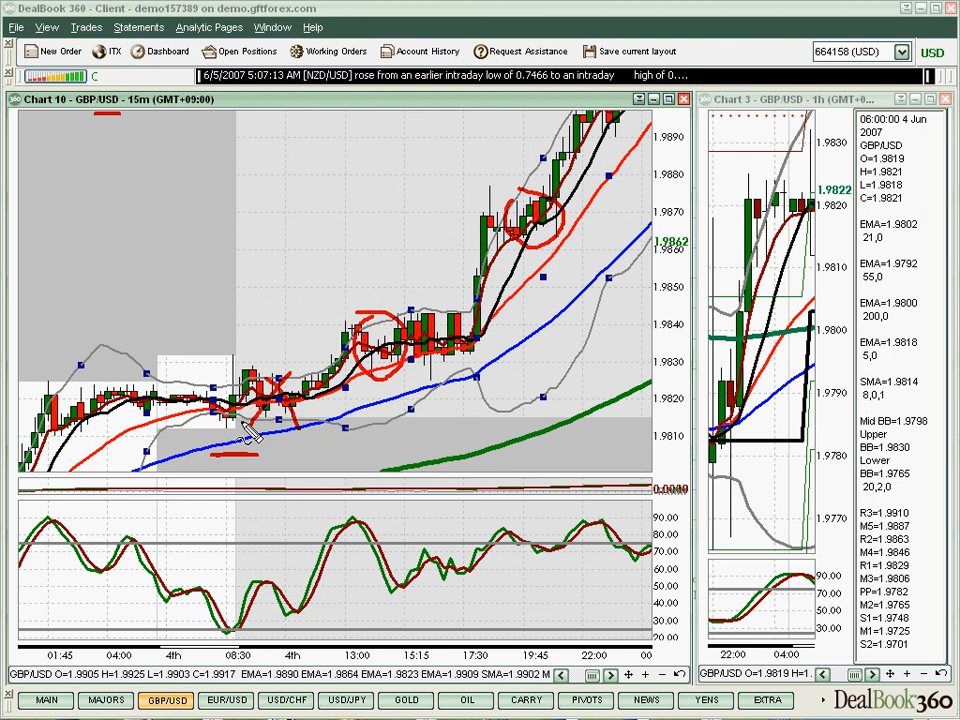 DealBook 360 - Client - demo157389 on demo.gftforex.com
File View Trades Statements Analytic Pages Window Help
New Order ITX Dashboard Open Positions Working Orders Account History Request Assistance Save current layout 664158 (USD) USD
C 6/5/2007 5:07:13 AM [NZD/USD] rose from an earlier intraday low of 0.7466 to an intraday high of 0....
Chart 10 - GBP/USD - 15m (GMT+09:00)
1.9890
1.9880
1.9870
1.9862
1.9860
1.9850
1.9840
1.9830
1.9820
1.9810
90.00
80.00
70.00
60.00
50.00
40.00
30.00
20.00
01:45 04:00 4th 08:30 4th 13:00 15:15 17:30 19:45 22:00 00
GBP/USD O=1.9905 H=1.9925 L=1.9903 C=1.9917 EMA=1.9890 EMA=1.9864 EMA=1.9823 EMA=1.9909 SMA=1.9902 M
Chart 3 - GBP/USD - 1h (GMT+0...
1.9830
1.9822
1.9820
1.9810
1.9800
1.9790
1.9780
1.9770
90.00
70.00
50.00
30.00
22:00 04:00
GBP/USD O=1.9819 H=1.
06:00:00 4 Jun
2007
GBP/USD
O=1.9819
H=1.9821
L=1.9818
C=1.9821
EMA=1.9802
21,0
EMA=1.9792
55,0
EMA=1.9800
200,0
EMA=1.9818
5,0
SMA=1.9814
8,0,1
Mid BB=1.9798
Upper
BB=1.9830
Lower
BB=1.9765
20,2,0
R3=1.9910
M5=1.9887
R2=1.9863
M4=1.9846
R1=1.9829
M3=1.9806
PP=1.9782
M2=1.9765
S1=1.9748
M1=1.9725
S2=1.9701
MAIN MAJORS GBP/USD EUR/USD USD/CHF USD/JPY GOLD OIL CARRY PIVOTS NEWS YENS EXTRA DealBook360